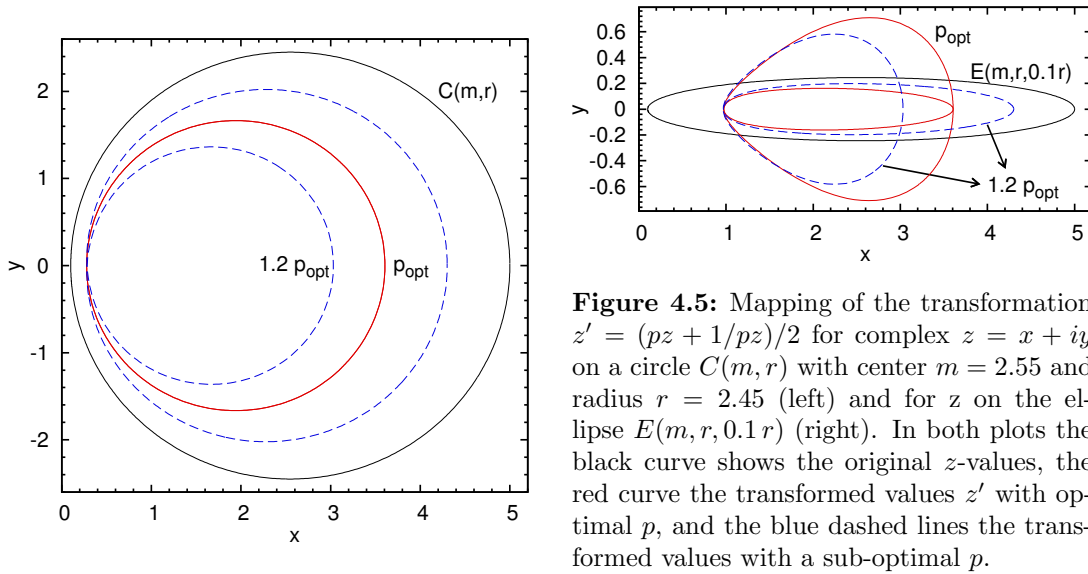 2
1
0
-1
-2
y
0
1
2
3
4
5
x
C(m,r)
1.2 popt
popt
0.6
0.4
0.2
0
-0.2
-0.4
-0.6
y
0
1
2
3
4
5
x
popt
E(m,r,0.1r)
1.2 popt
Figure 4.5: Mapping of the transformation
z′ = (pz + 1/pz)/2 for complex z = x + iy
on a circle C(m, r) with center m = 2.55 and
radius r = 2.45 (left) and for z on the el-
lipse E(m, r, 0.1 r) (right). In both plots the
black curve shows the original z-values, the
red curve the transformed values z′ with op-
timal p, and the blue dashed lines the trans-
formed values with a sub-optimal p.